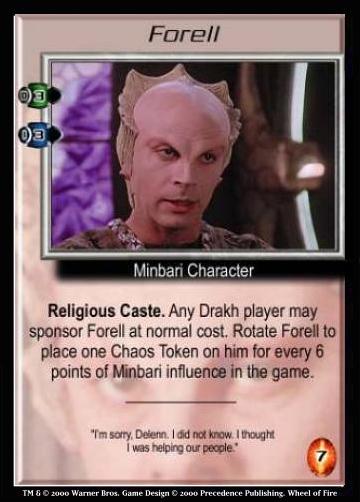 Forell
0 3
0 3
Minbari Character
Religious Caste. Any Drakh player may
sponsor Forell at normal cost. Rotate Forell to
place one Chaos Token on him for every 6
points of Minbari influence in the game.
"I'm sorry, Delenn. I did not know. I thought
I was helping our people."
7
TM & © 2000 Warner Bros. Game Design © 2000 Precedence Publishing. Wheel of Fire